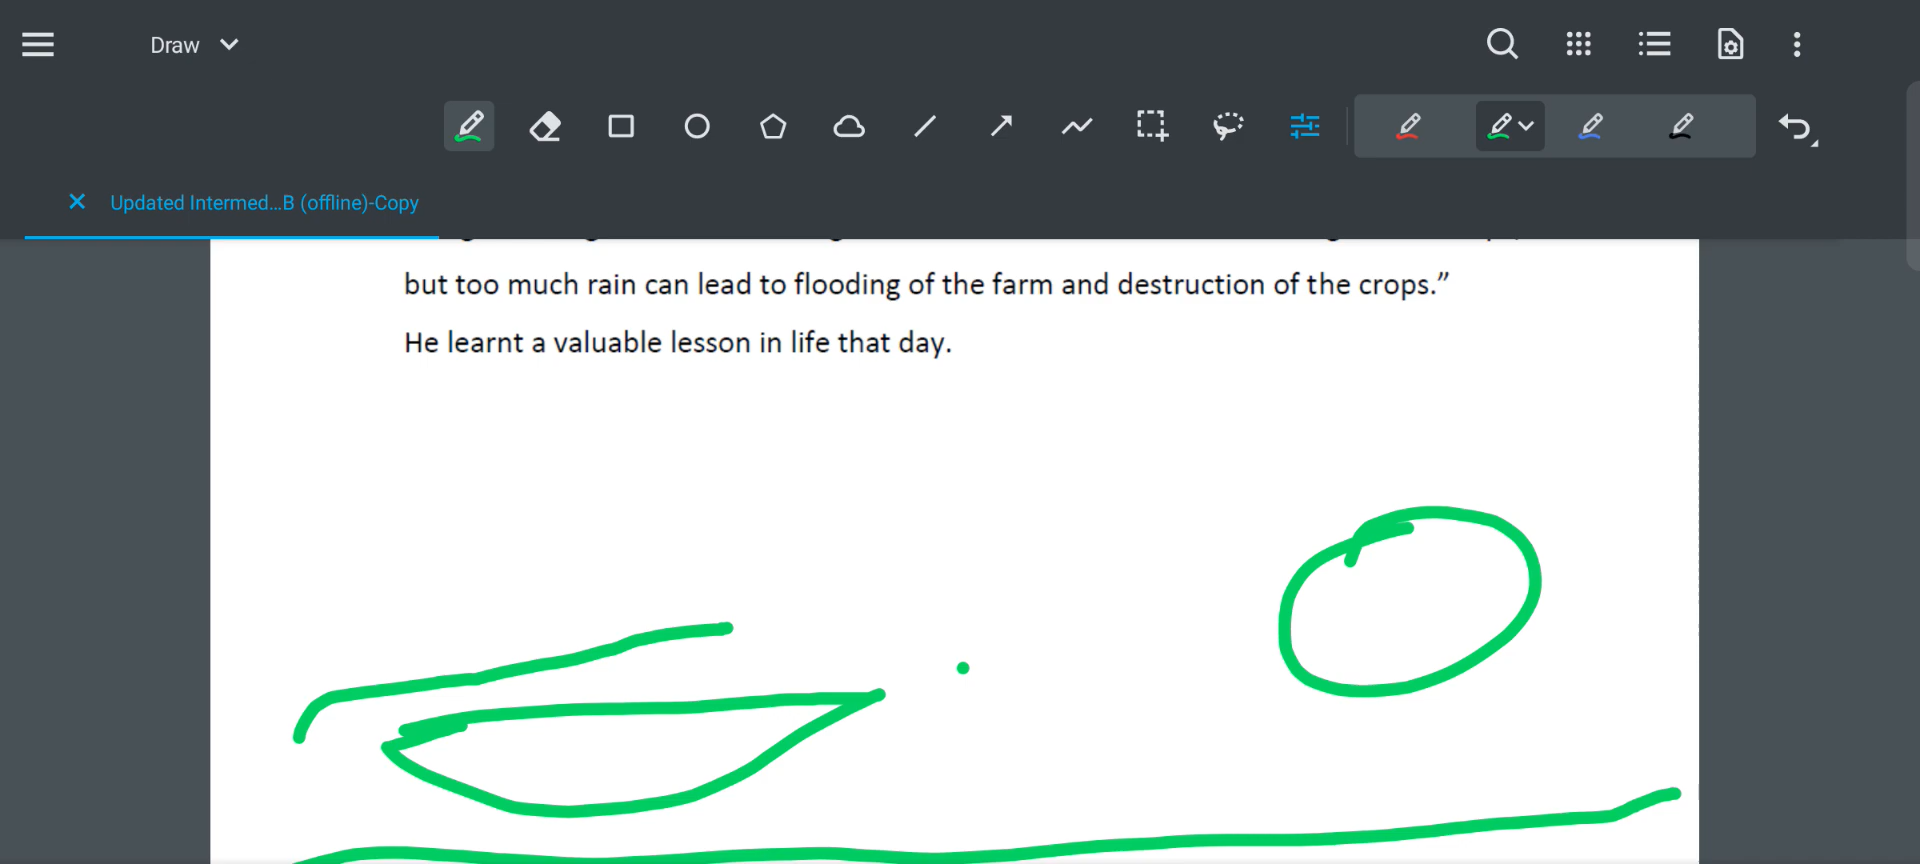 Draw
Updated Intermed...B (offline)-Copy
but too much rain can lead to flooding of the farm and destruction of the crops.”
He learnt a valuable lesson in life that day.